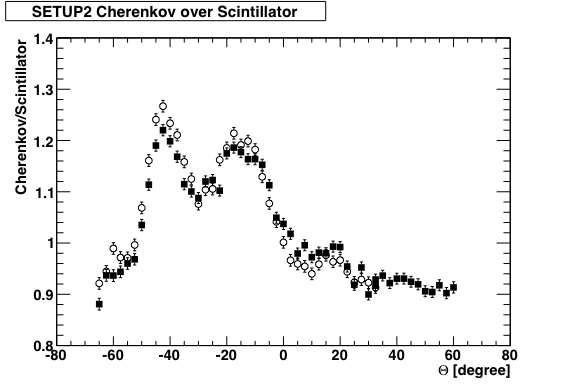 SETUP2 Cherenkov over Scintillator
Cherenkov/Scintillator
1.4
1.3
1.2
1.1
1
0.9
0.8
-80 -60 -40 -20 0 20 40 60 80
Θ [degree]